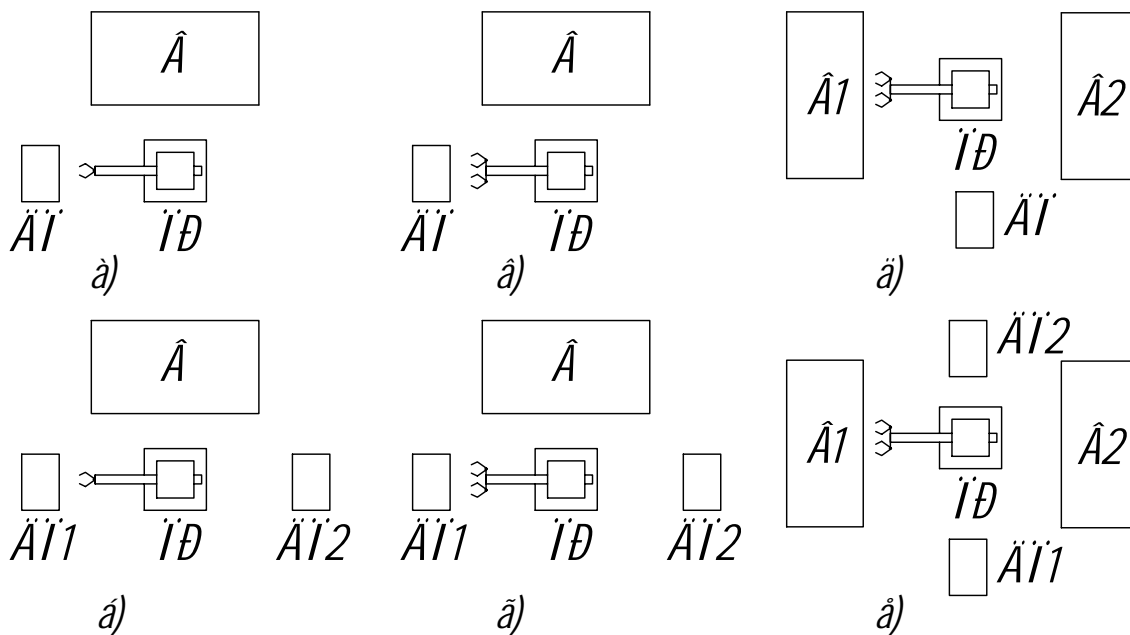 Â
Â
Â1
Â2
ÏÐ
ÄÏ
ÏÐ
ÄÏ
ÏÐ
ÄÏ
à)
â)
ä)
Â
Â
ÄÏ2
Â1
Â2
ÏÐ
ÄÏ1
ÏÐ
ÄÏ2
ÄÏ1
ÏÐ
ÄÏ2
ÄÏ1
á)
ã)
å)